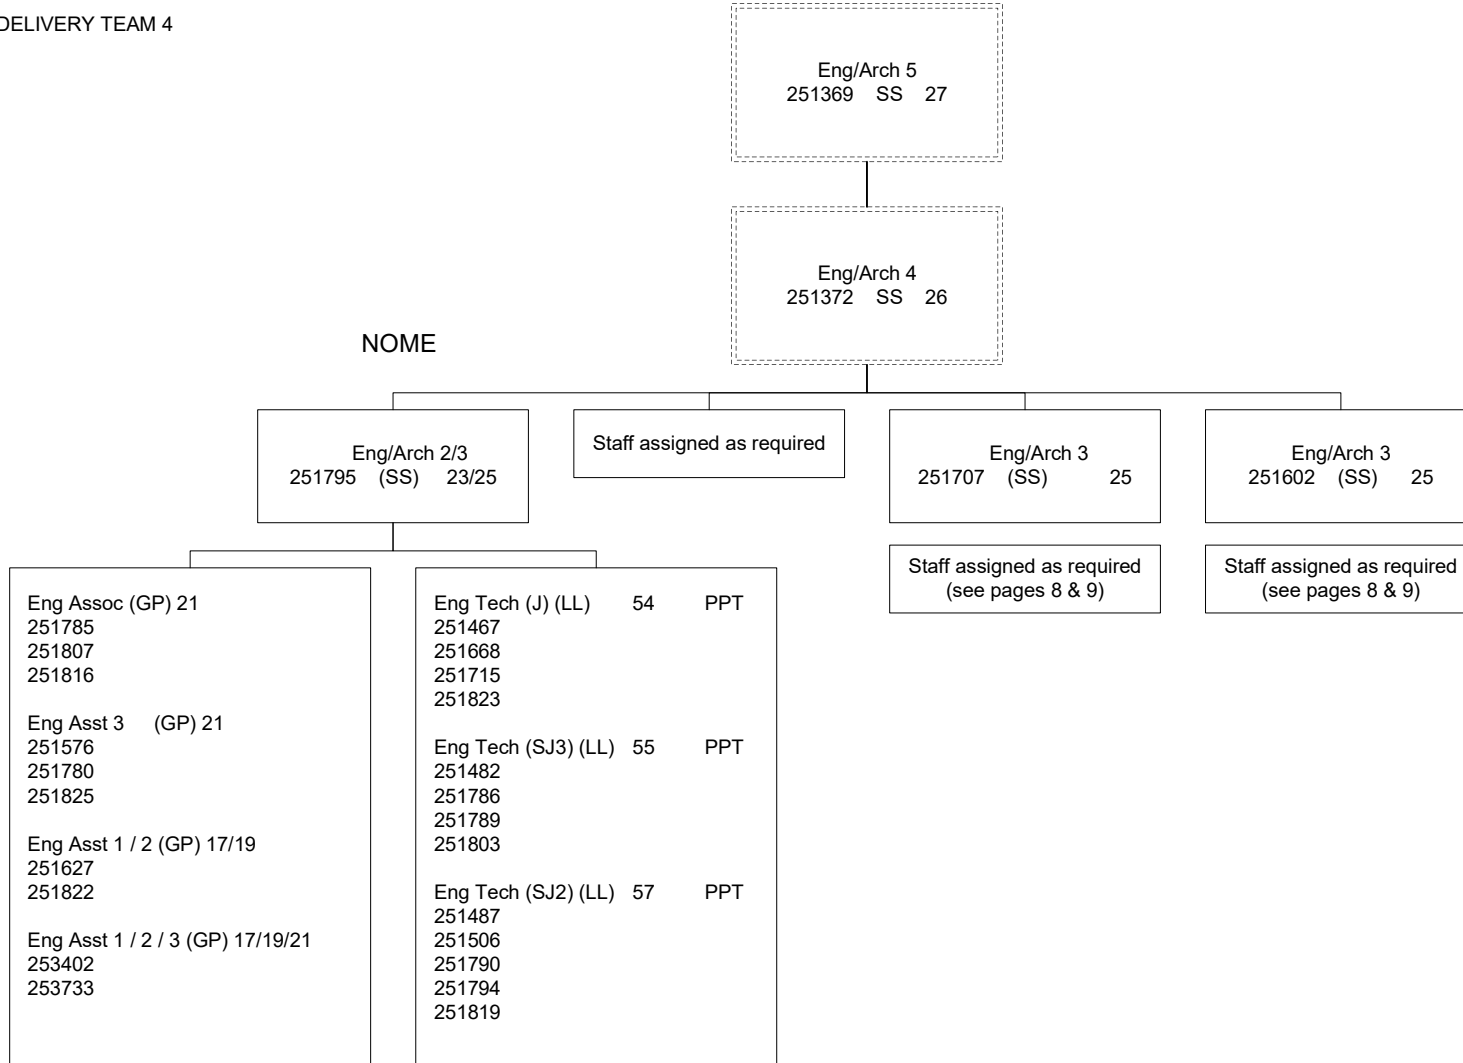 DELIVERY TEAM 4
Eng/Arch 5
251369 SS 27
Eng/Arch 4
251372 SS 26
NOME
Eng/Arch 2/3
251795 (SS) 23/25
Staff assigned as required
Eng/Arch 3
251707 (SS) 25
Eng/Arch 3
251602 (SS) 25
Staff assigned as required
(see pages 8 & 9)
Staff assigned as required
(see pages 8 & 9)
Eng Assoc (GP) 21
251785
251807
251816
Eng Asst 3 (GP) 21
251576
251780
251825
Eng Asst 1 / 2 (GP) 17/19
251627
251822
Eng Asst 1 / 2 / 3 (GP) 17/19/21
253402
253733
Eng Tech (J) (LL) 54 PPT
251467
251668
251715
251823
Eng Tech (SJ3) (LL) 55 PPT
251482
251786
251789
251803
Eng Tech (SJ2) (LL) 57 PPT
251487
251506
251790
251794
251819